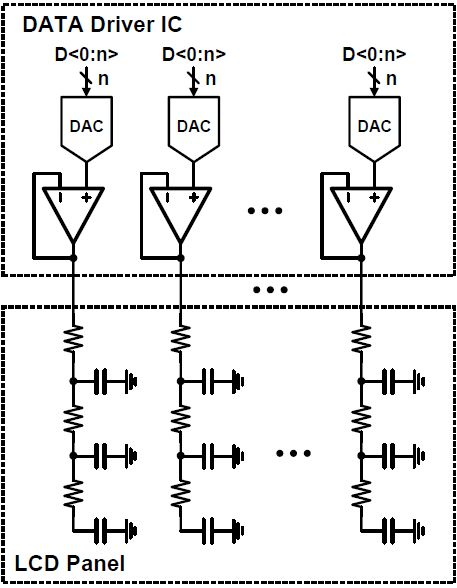 DATA Driver IC
D<0:n> D<0:n> D<0:n>
n n n
DAC DAC DAC
− + − + − +
LCD Panel